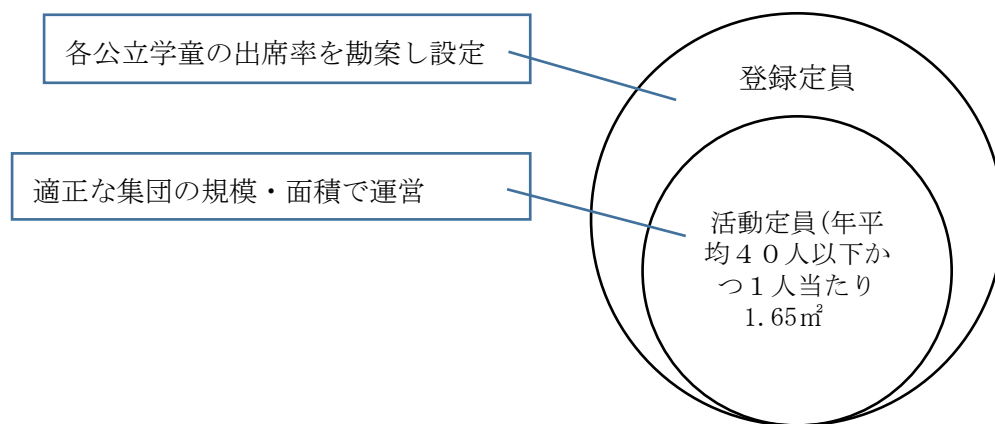 各公立学童の出席率を勘案し設定
登録定員
適正な集団の規模・面積で運営
活動定員(年平
均４０人以下か
つ１人当たり
1.65㎡